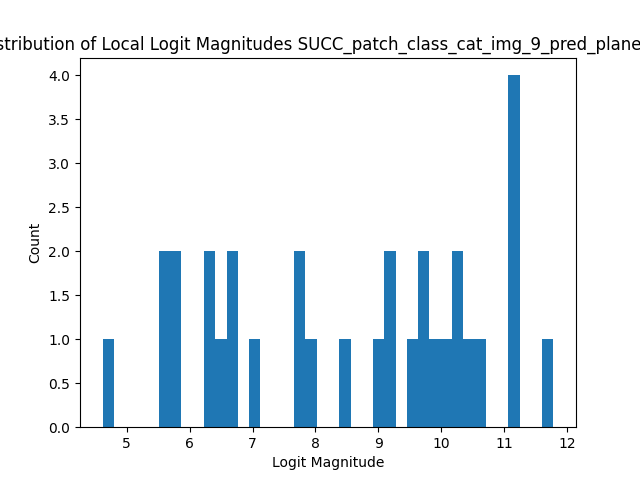 stribution of Local Logit Magnitudes SUCC_patch_class_cat_img_9_pred_plane
4.0
3.5
3.0
2.5
2.0
1.5
1.0
0.5
0.0
Count
5 6 7 8 9 10 11 12
Logit Magnitude